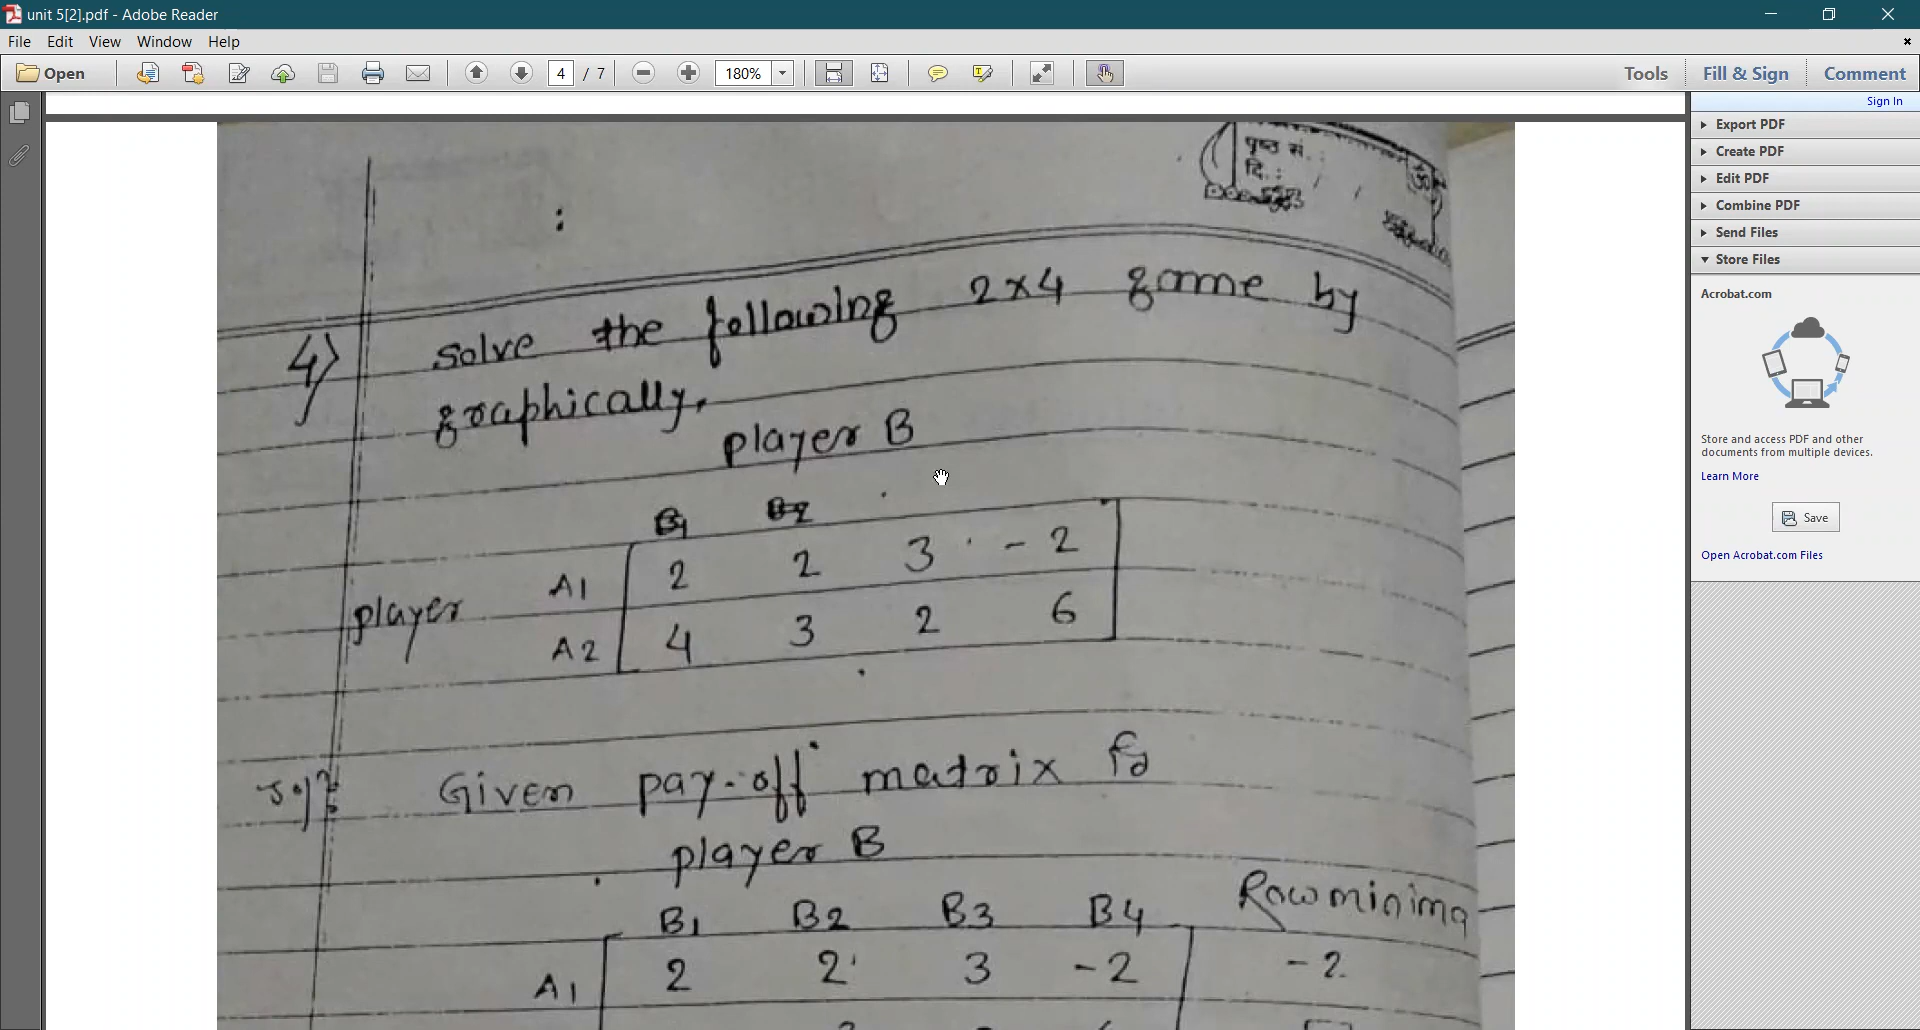 unit 5[2].pdf - Adobe Reader
File Edit View Window Help
Open 4 / 7 180% Tools Fill & Sign Comment
Sign In
Export PDF
Create PDF
Edit PDF
Combine PDF
Send Files
Store Files
Acrobat.com
Store and access PDF and other
documents from multiple devices.
Learn More
Save
Open Acrobat.com Files
पृष्ठ सं. :
दि. : / /
4) solve the following 2x4 game by
graphically.
player B
B1 B2
A1 2 2 3 -2
player
A2 4 3 2 6
Given pay-off matrix is
player B
B1 B2 B3 B4 Row minima
A1 2 2 3 -2 -2